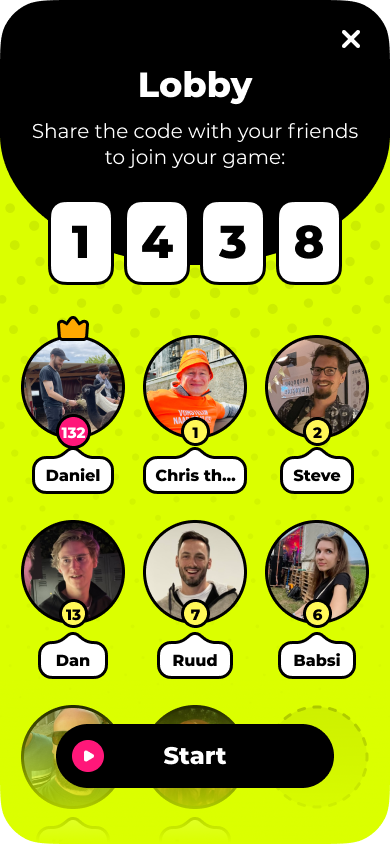 Lobby
Share the code with your friends
to join your game:
1 4 3 8
132
1
2
Daniel
Chris th...
Steve
13
7
6
Dan
Ruud
Babsi
Start